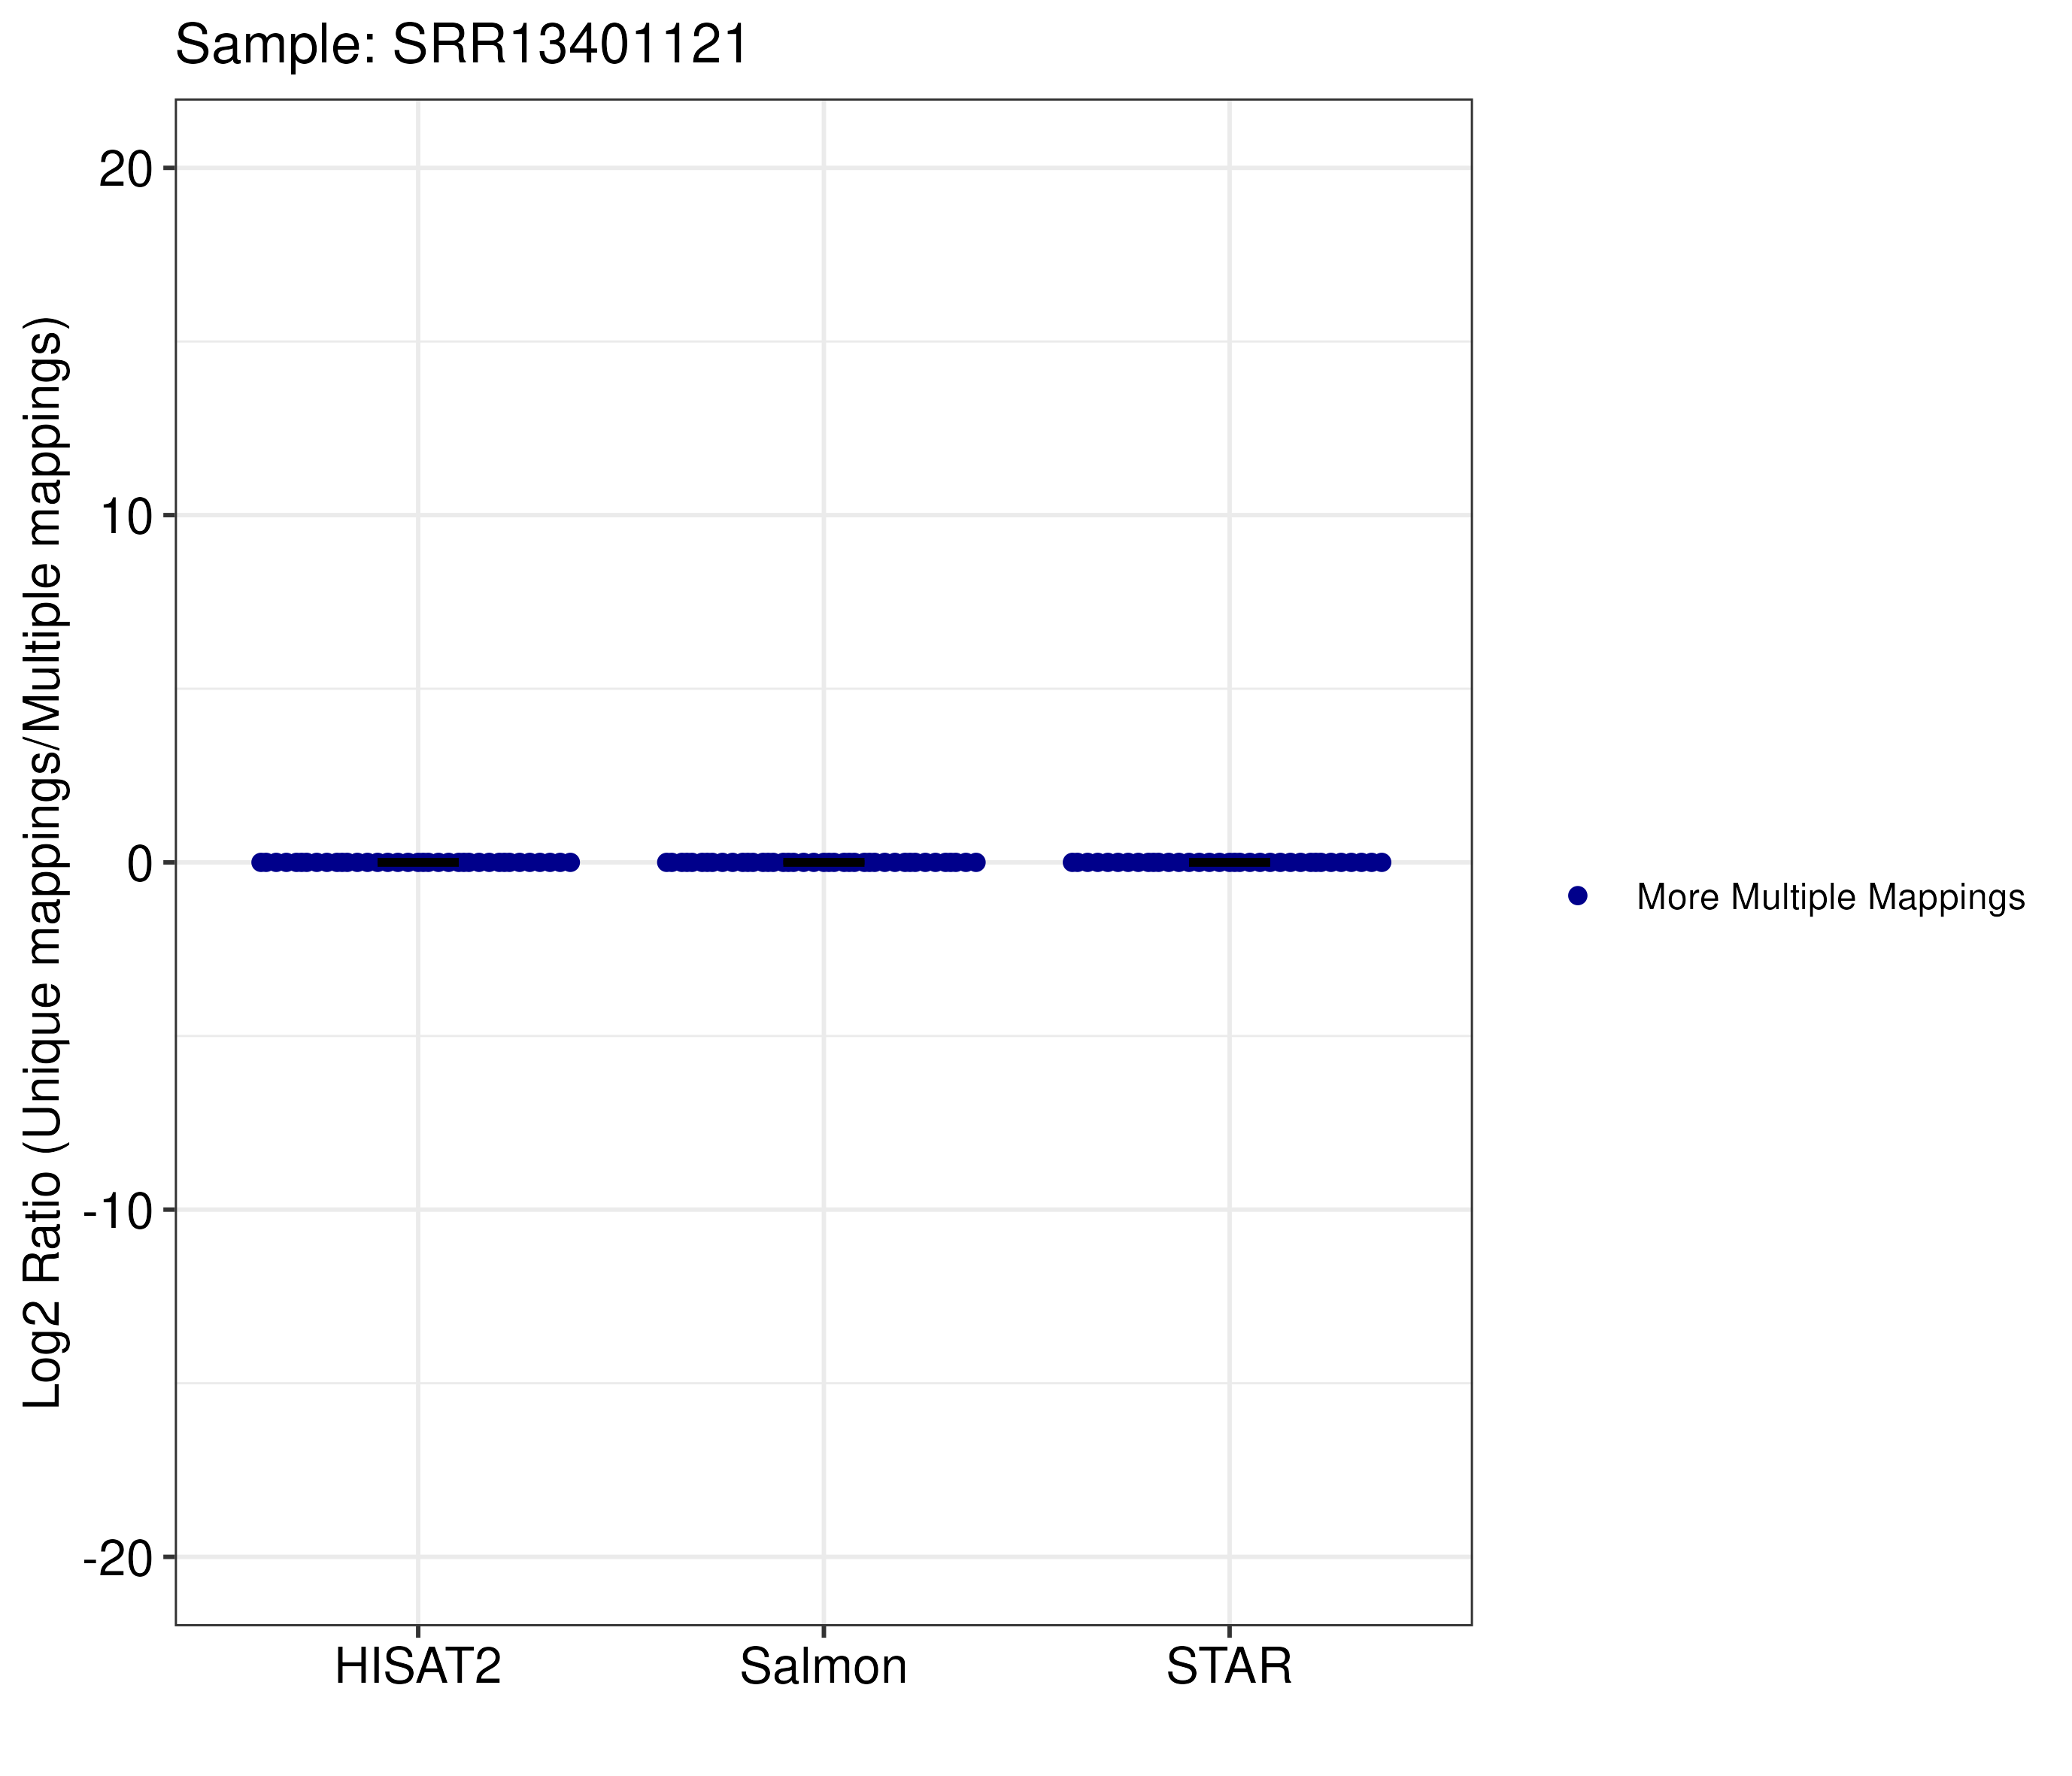 Sample: SRR13401121
Log2 Ratio (Unique mappings/Multiple mappings)
20
10
0
-10
-20
HISAT2
Salmon
STAR
More Multiple Mappings